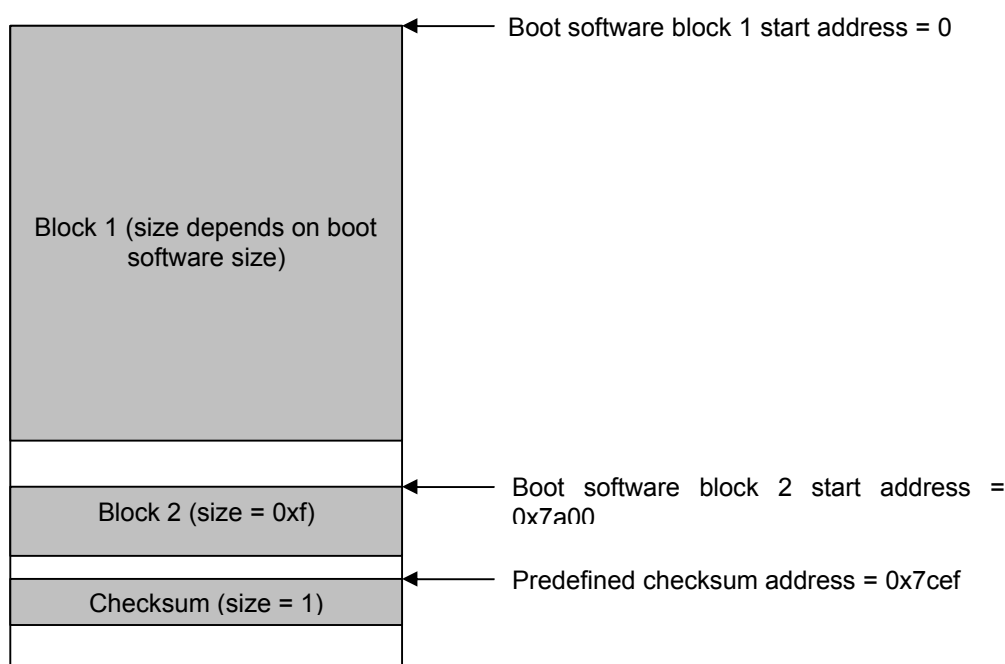 Boot software block 1 start address = 0
Block 1 (size depends on boot
software size)
Boot software block 2 start address =
0x7a00
Block 2 (size = 0xf)
Predefined checksum address = 0x7cef
Checksum (size = 1)